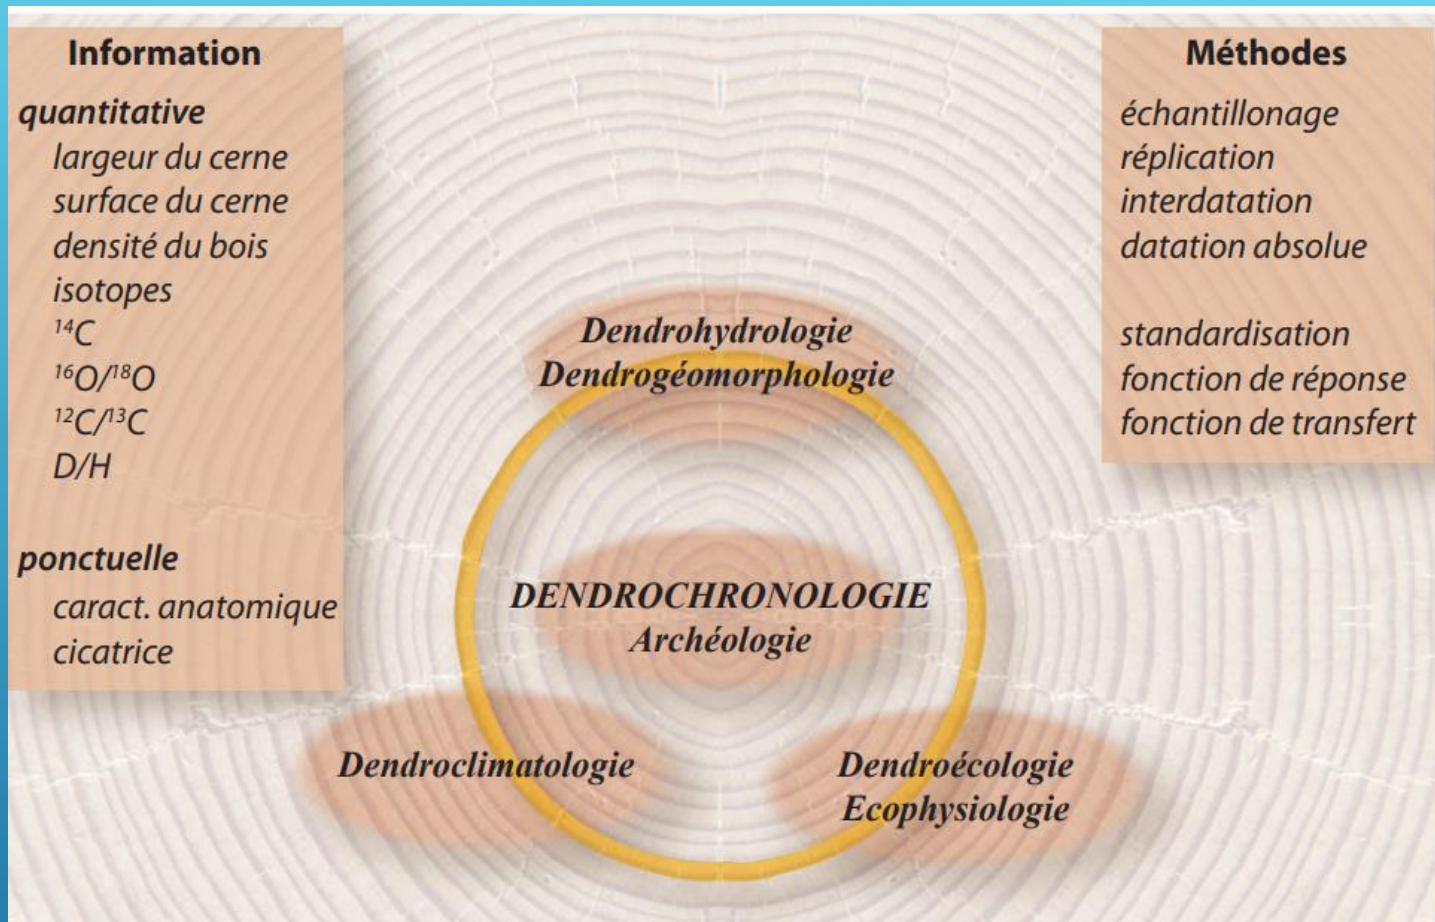 Information
quantitative
largeur du cerne
surface du cerne
densité du bois
isotopes
¹⁴C
¹⁶O/¹⁸O
¹²C/¹³C
D/H
ponctuelle
caract. anatomique
cicatrice
Méthodes
échantillonage
réplication
interdatation
datation absolue
standardisation
fonction de réponse
fonction de transfert
Dendrohydrologie
Dendrogéomorphologie
DENDROCHRONOLOGIE
Archéologie
Dendroclimatologie
Dendroécologie
Ecophysiologie